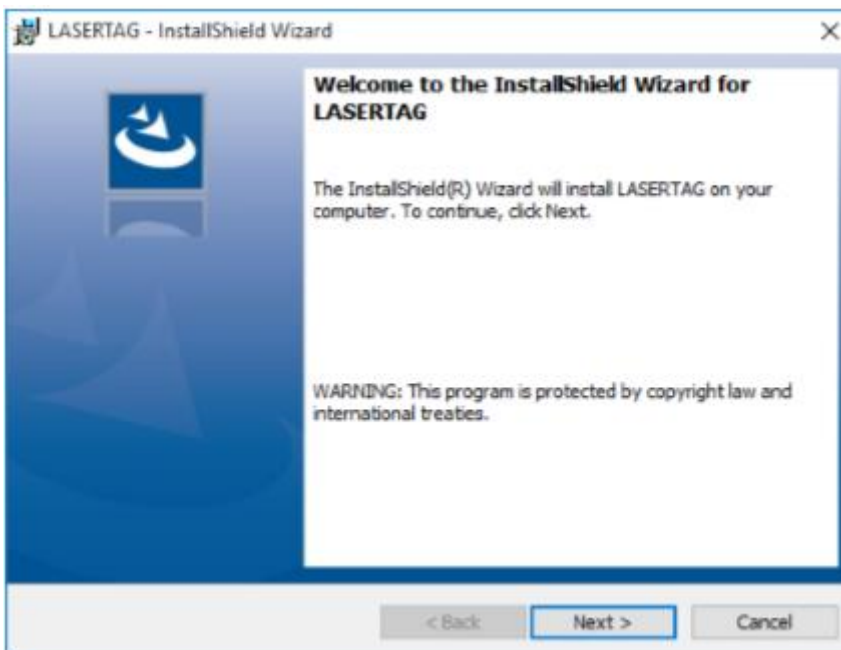 LASERTAG - InstallShield Wizard
Welcome to the InstallShield Wizard for
LASERTAG
The InstallShield(R) Wizard will install LASERTAG on your
computer. To continue, click Next.
WARNING: This program is protected by copyright law and
international treaties.
< Back Next > Cancel